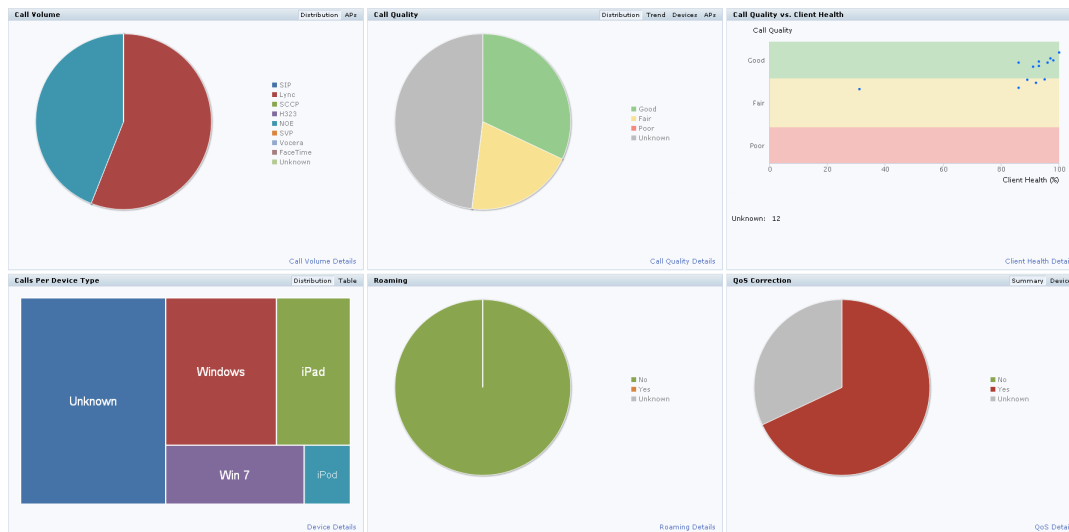 Call Volume
Distribution APs
SIP
Lync
SCCP
H323
NOE
SVP
Vocera
FaceTime
Unknown
Call Volume Details
Call Quality
Distribution Trend Devices APs
Good
Fair
Poor
Unknown
Call Quality Details
Call Quality vs. Client Health
Call Quality
Good
Fair
Poor
0 20 40 60 80 100
Client Health (%)
Unknown: 12
Client Health Detai
Calls Per Device Type
Distribution Table
Unknown
Windows
iPad
Win 7
iPod
Device Details
Roaming
No
Yes
Unknown
Roaming Details
QoS Correction
Summary Device
No
Yes
Unknown
QoS Detai